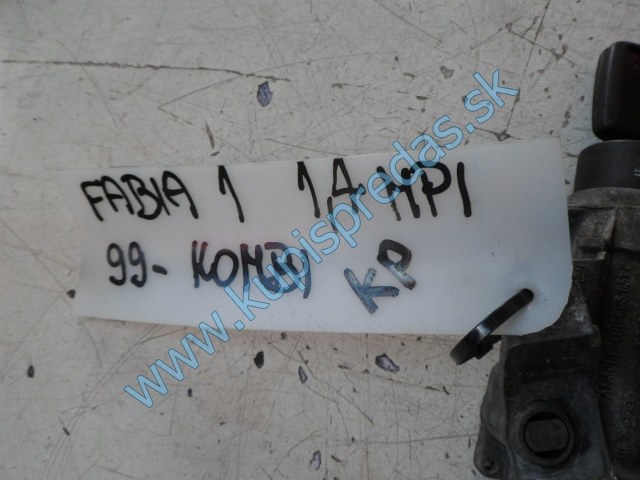 FABIA 1 1,4 MPI
99- KOMBI KP
www.kupispredas.sk